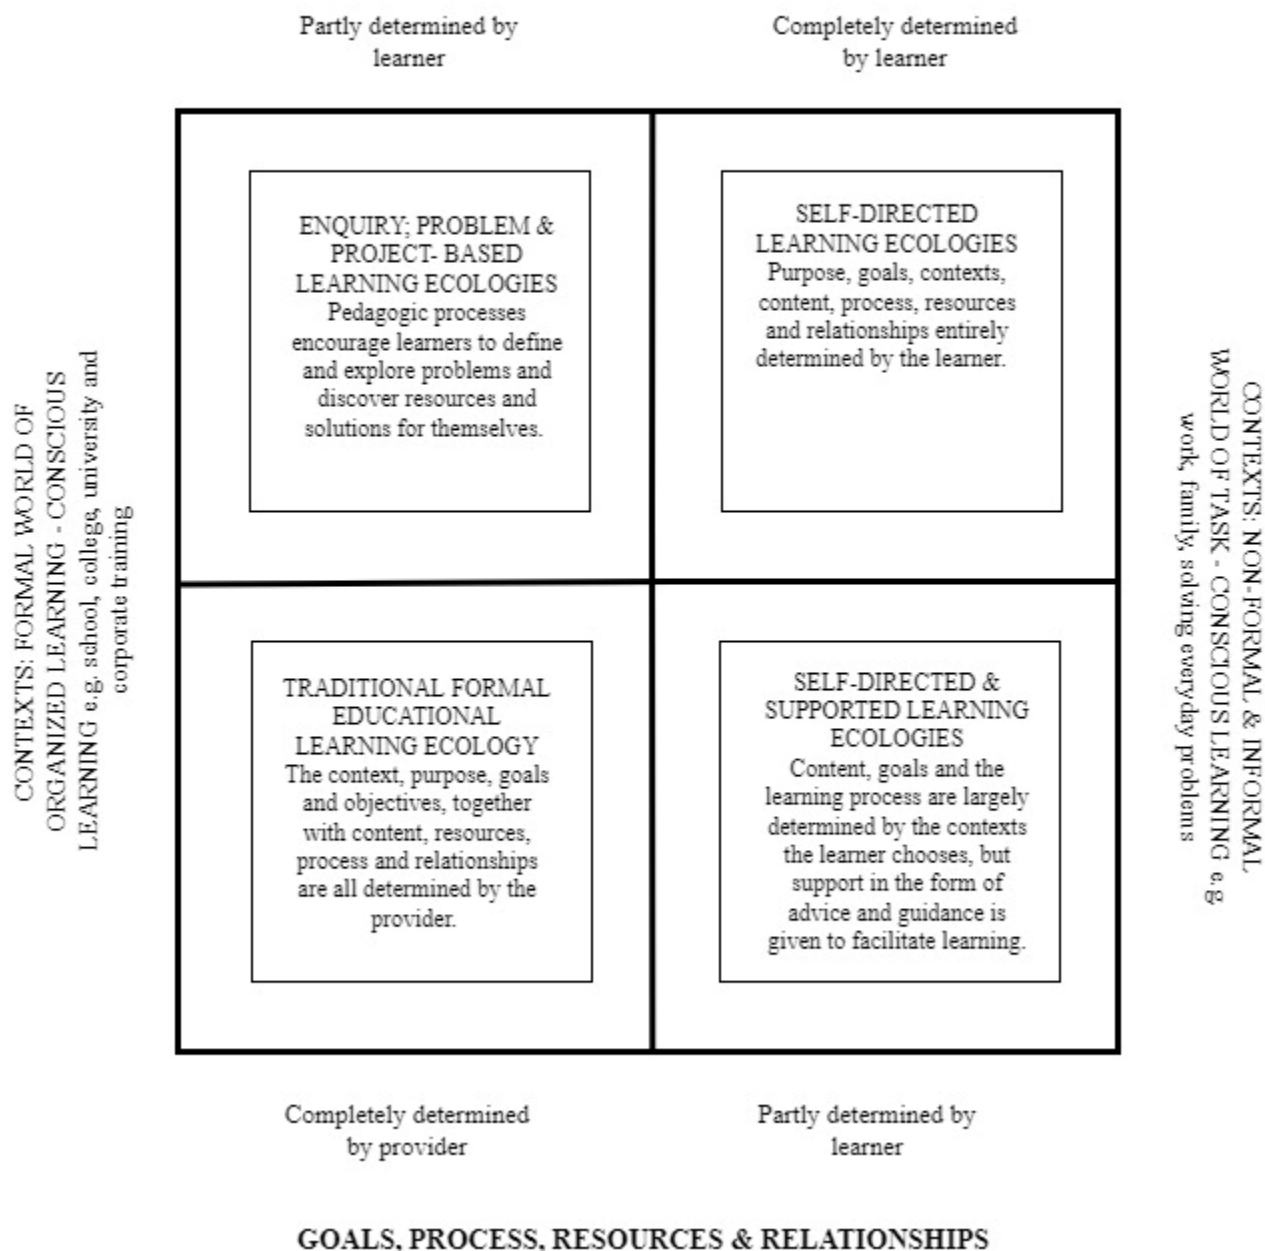 Partly determined by
learner
Completely determined
by learner
CONTEXTS: FORMAL WORLD OF
ORGANIZED LEARNING - CONSCIOUS
LEARNING e.g. school, college, university and
corporate training
ENQUIRY; PROBLEM &
PROJECT- BASED
LEARNING ECOLOGIES
Pedagogic processes
encourage learners to define
and explore problems and
discover resources and
solutions for themselves.
SELF-DIRECTED
LEARNING ECOLOGIES
Purpose, goals, contexts,
content, process, resources
and relationships entirely
determined by the learner.
CONTEXTS: NON-FORMAL & INFORMAL
WORLD OF TASK - CONSCIOUS LEARNING e.g
work, family, solving everyday problems
TRADITIONAL FORMAL
EDUCATIONAL
LEARNING ECOLOGY
The context, purpose, goals
and objectives, together
with content, resources,
process and relationships
are all determined by the
provider.
SELF-DIRECTED &
SUPPORTED LEARNING
ECOLOGIES
Content, goals and the
learning process are largely
determined by the contexts
the learner chooses, but
support in the form of
advice and guidance is
given to facilitate learning.
Completely determined
by provider
Partly determined by
learner
GOALS, PROCESS, RESOURCES & RELATIONSHIPS